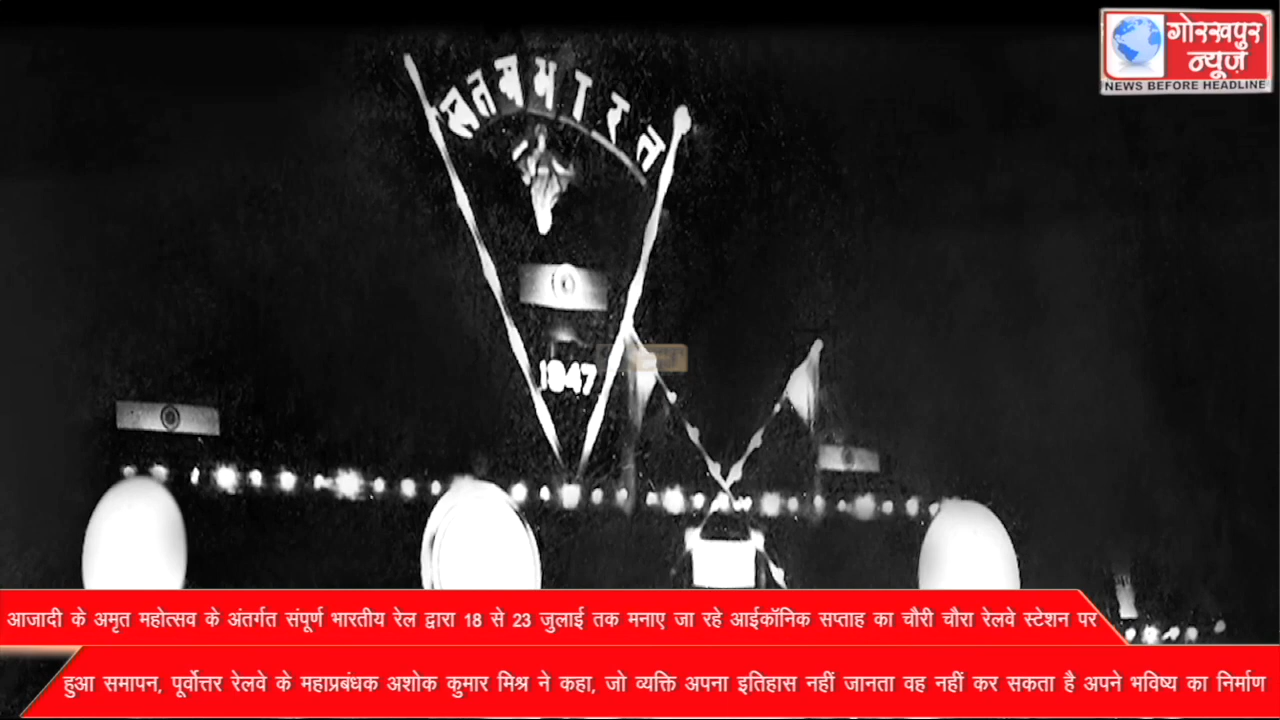 गोरखपुर
न्यूज़
NEWS BEFORE HEADLINE
भारत
1947
आजादी के अमृत महोत्सव के अंतर्गत संपूर्ण भारतीय रेल द्वारा 18 से 23 जुलाई तक मनाए जा रहे आईकॉनिक सप्ताह का चौरी चौरा रेलवे स्टेशन पर
हुआ समापन, पूर्वोत्तर रेलवे के महाप्रबंधक अशोक कुमार मिश्र ने कहा, जो व्यक्ति अपना इतिहास नहीं जानता वह नहीं कर सकता है अपने भविष्य का निर्माण